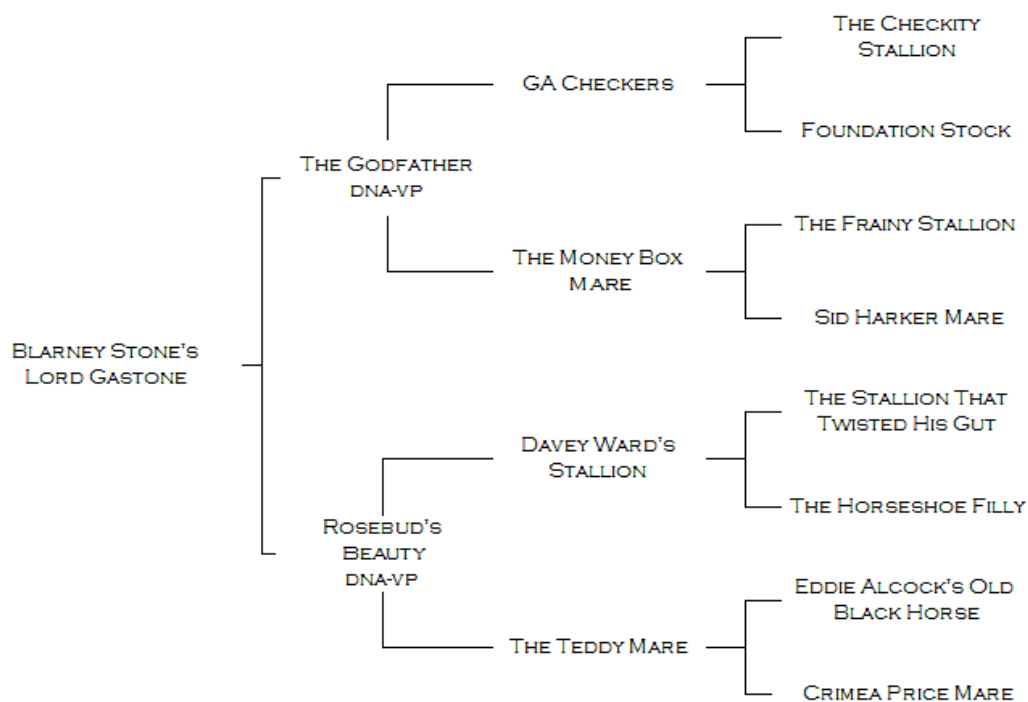 The Checkity
Stallion
GA Checkers
Foundation Stock
The Godfather
DNA-VP
The Frainy Stallion
The Money Box
Mare
Sid Harker Mare
Blarney Stone's
Lord Gastone
The Stallion That
Twisted His Gut
Davey Ward's
Stallion
The Horseshoe Filly
Rosebud's
Beauty
DNA-VP
Eddie Alcock's Old
Black Horse
The Teddy Mare
Crimea Price Mare